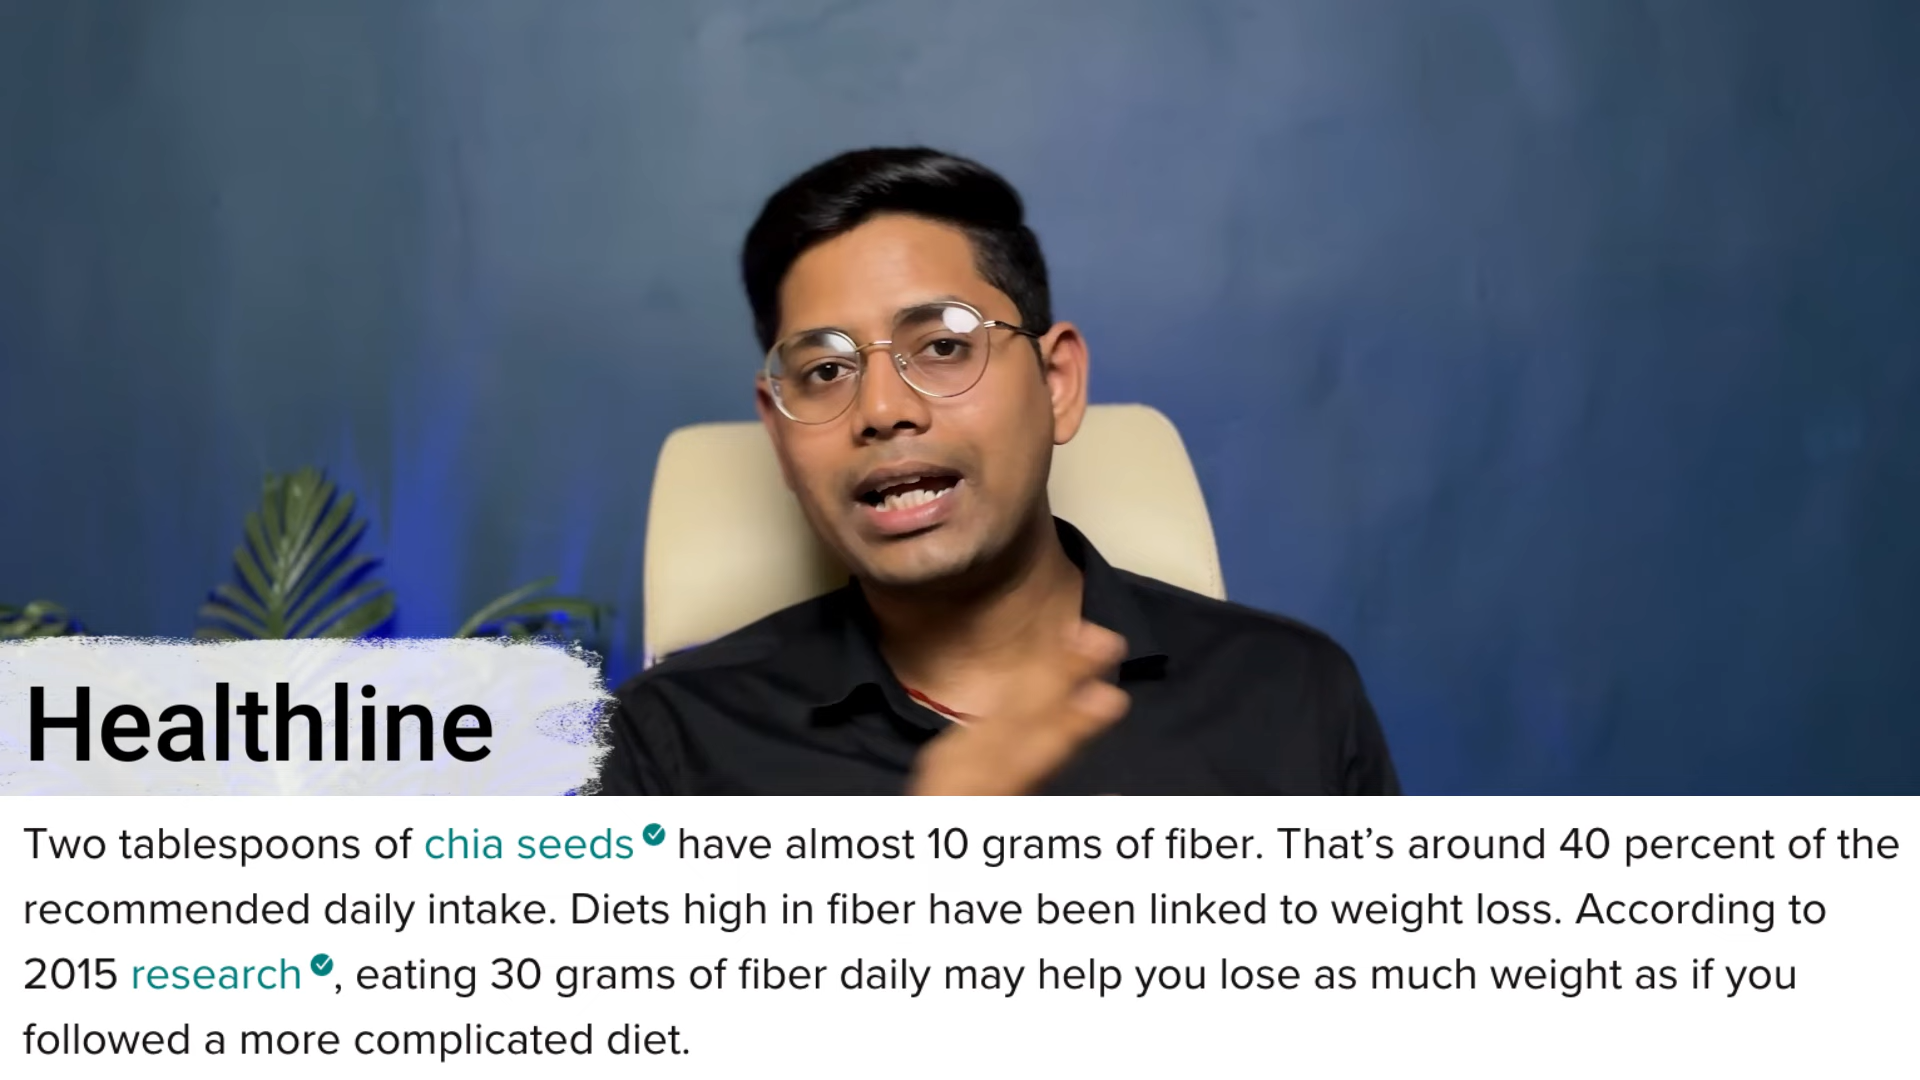 Healthline
Two tablespoons of chia seeds have almost 10 grams of fiber. That’s around 40 percent of the
recommended daily intake. Diets high in fiber have been linked to weight loss. According to
2015 research, eating 30 grams of fiber daily may help you lose as much weight as if you
followed a more complicated diet.